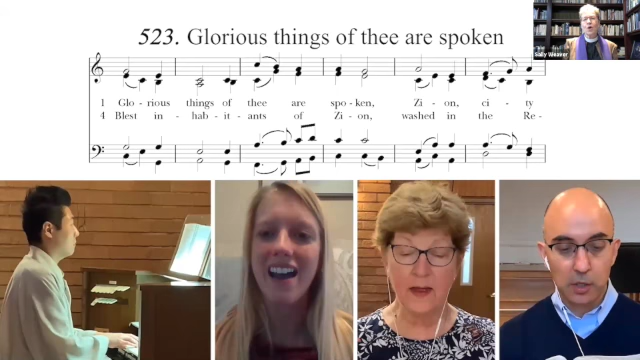 523. Glorious things of thee are spoken
Sally Weaver
1 Glo - rious things of thee are spo - ken, Zi - on, ci - ty
4 Blest in - hab - it - ants of Zi - on, washed in the Re -